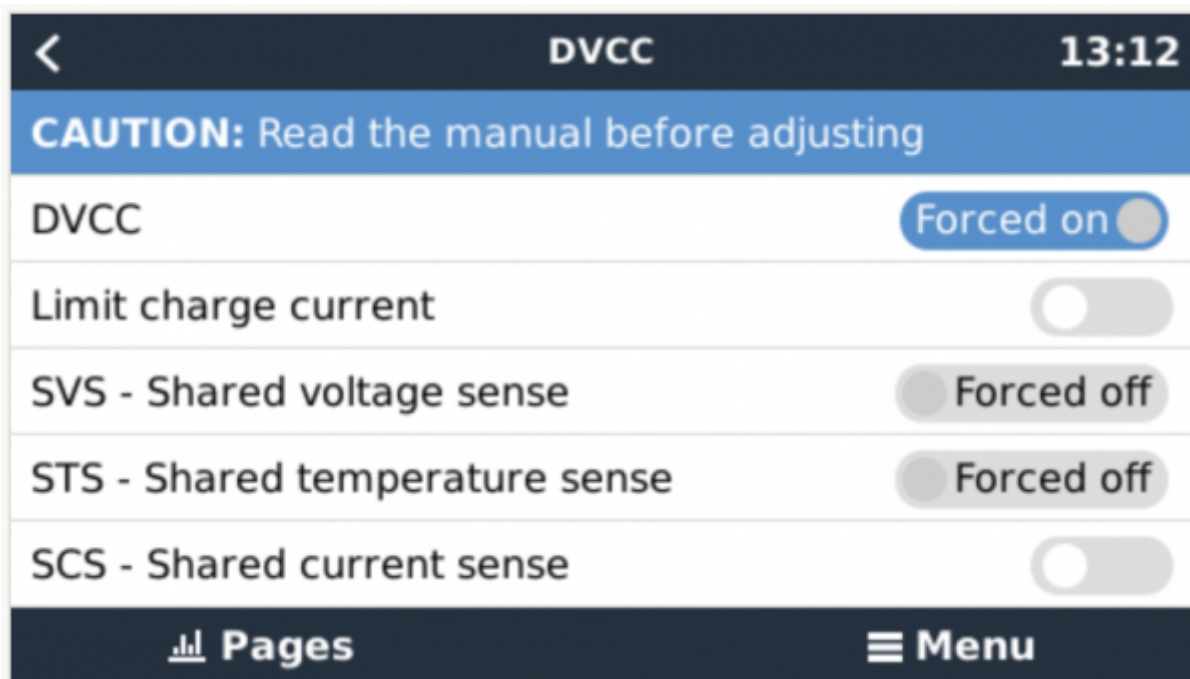 DVCC 13:12
CAUTION: Read the manual before adjusting
DVCC Forced on
Limit charge current
SVS - Shared voltage sense Forced off
STS - Shared temperature sense Forced off
SCS - Shared current sense
Pages Menu